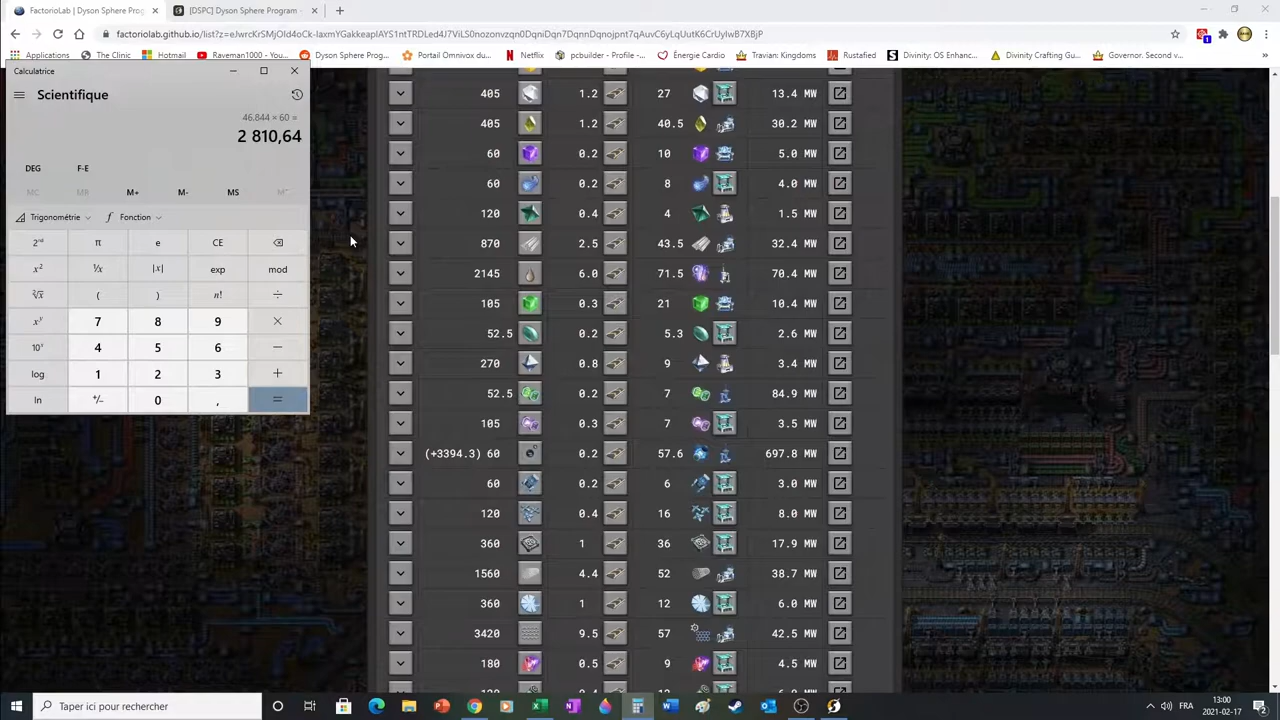 FactorioLab | Dyson Sphere Progr
[DSPC] Dyson Sphere Program -
factoriolab.github.io/list?z=eJwrcKrSMjOId4oCk-IaxmYGakkeapIAYS1ntTRDLed4J7ViLS0nozonvzqn0DqniDqn7DqnnDqnojpnt7qAuvC6yLqUutK6CrUyIwB7XBjP
Applications
The Clinic
Hotmail
Raveman1000 - You...
Dyson Sphere Prog...
Portail Omnivox du...
Netflix
pcbuilder - Profile -...
Énergie Cardio
Travian: Kingdoms
Rustafied
Divinity: OS Enhanc...
Divinity Crafting Gu...
Governor. Second v...
Calculatrice
Scientifique
46.844 × 60 =
2 810,64
DEG F-E
MC MR M+ M- MS
Trigonométrie Fonction
2ⁿᵈ π e CE
x² ¹/x |x| exp mod
²√x ( ) n! ÷
xʸ 7 8 9 ×
10ˣ 4 5 6 −
log 1 2 3 +
ln +/− 0 , =
405 1.2 27 13.4 MW
405 1.2 40.5 30.2 MW
60 0.2 10 5.0 MW
60 0.2 8 4.0 MW
120 0.4 4 1.5 MW
870 2.5 43.5 32.4 MW
2145 6.0 71.5 70.4 MW
105 0.3 21 10.4 MW
52.5 0.2 5.3 2.6 MW
270 0.8 9 3.4 MW
52.5 0.2 7 84.9 MW
105 0.3 7 3.5 MW
(+3394.3) 60 0.2 57.6 697.8 MW
60 0.2 6 3.0 MW
120 0.4 16 8.0 MW
360 1 36 17.9 MW
1560 4.4 52 38.7 MW
360 1 12 6.0 MW
3420 9.5 57 42.5 MW
180 0.5 9 4.5 MW
Taper ici pour rechercher
FRA
13:00
2021-02-17